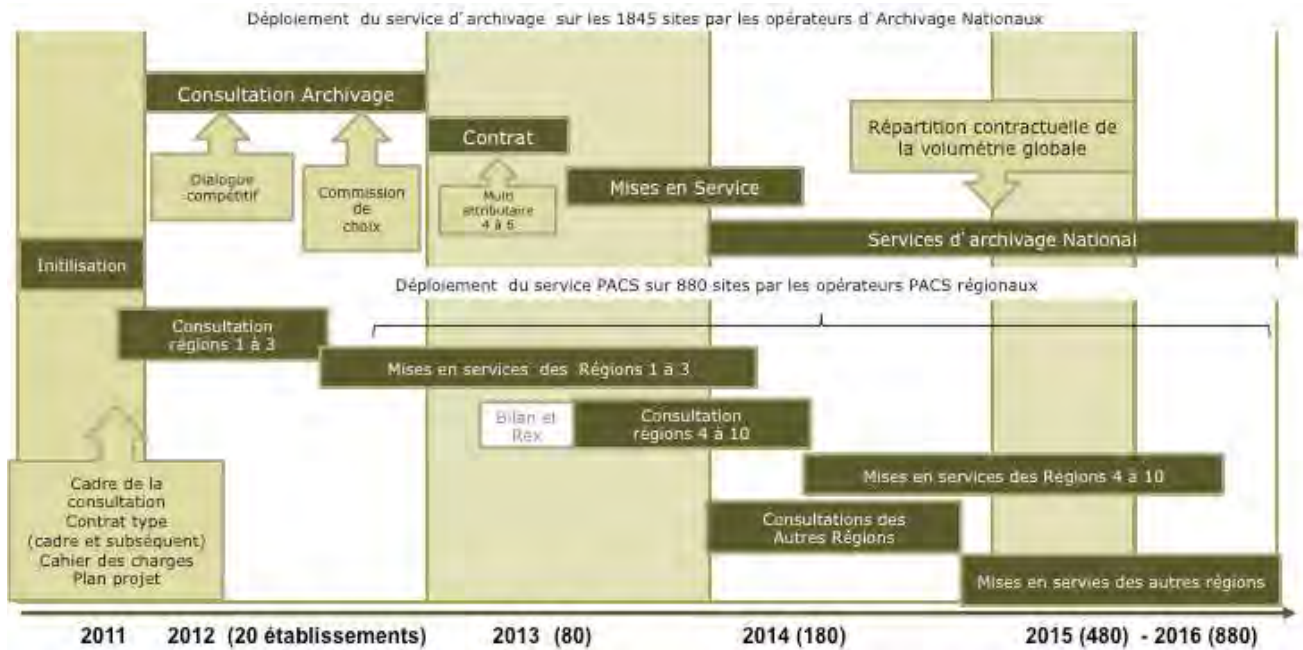 Déploiement du service d'archivage sur les 1845 sites par les opérateurs d'Archivage Nationaux
Consultation Archivage
Contrat
Répartition contractuelle de
la volumétrie globale
Dialogue
compétitif
Commission
de
choix
Multi
attributaire
4 à 6
Mises en Service
Services d'archivage National
Initilisation
Déploiement du service PACS sur 880 sites par les opérateurs PACS régionaux
Consultation
régions 1 à 3
Mises en services des Régions 1 à 3
Bilan et
Rex
Consultation
régions 4 à 10
Mises en services des Régions 4 à 10
Cadre de la
consultation
Contrat type
(cadre et subséquent)
Cahier des charges
Plan projet
Consultations des
Autres Régions
Mises en servies des autres régions
2011 2012 (20 établissements) 2013 (80) 2014 (180) 2015 (480) - 2016 (880)